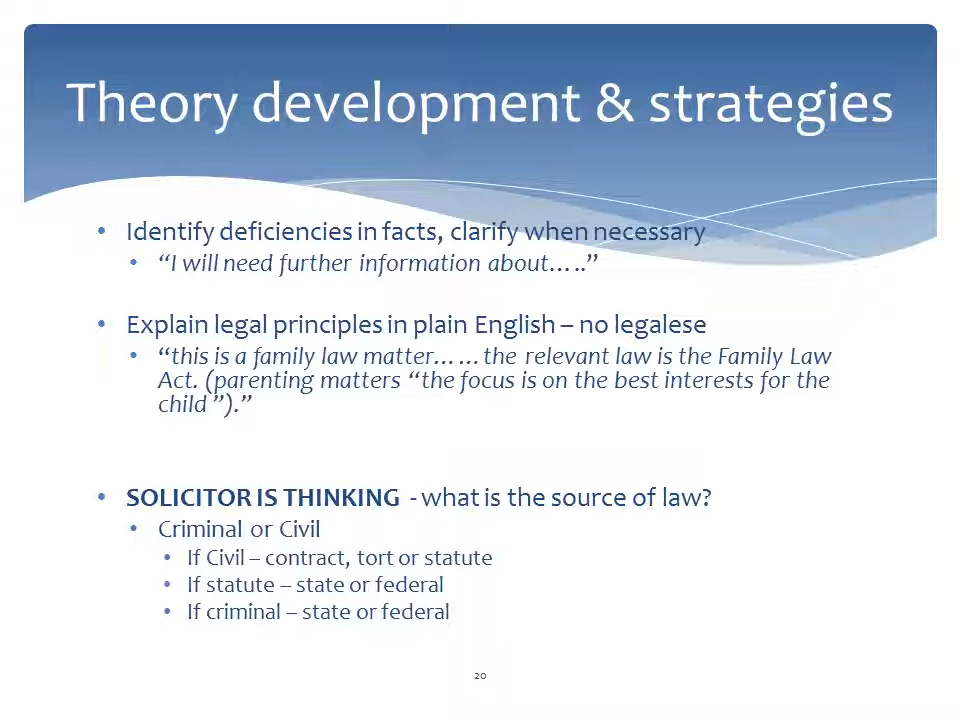 Theory development & strategies
• Identify deficiencies in facts, clarify when necessary
• “I will need further information about…..”
• Explain legal principles in plain English – no legalese
• “this is a family law matter……the relevant law is the Family Law
Act. (parenting matters “the focus is on the best interests for the
child ”).”
• SOLICITOR IS THINKING - what is the source of law?
• Criminal or Civil
• If Civil – contract, tort or statute
• If statute – state or federal
• If criminal – state or federal
20